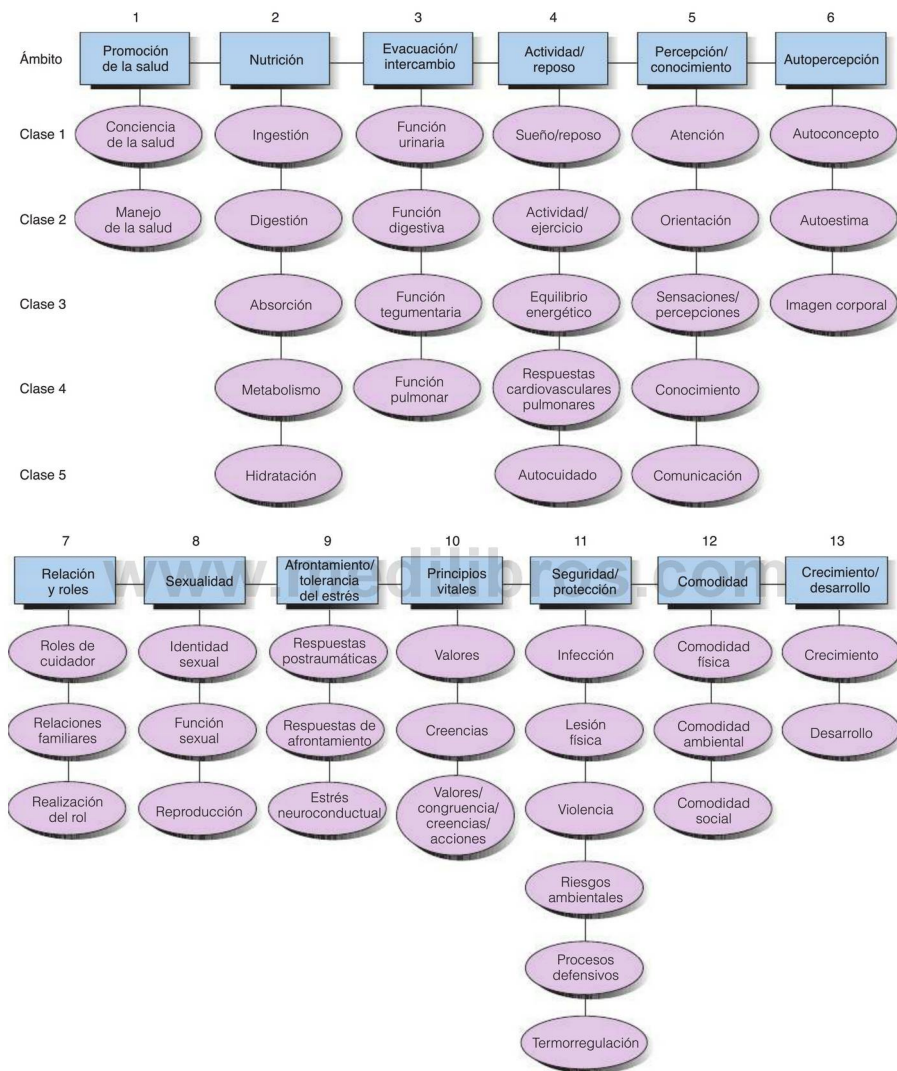 1 2 3 4 5 6
Ámbito
Promoción
de la salud
Nutrición
Evacuación/
intercambio
Actividad/
reposo
Percepción/
conocimiento
Autopercepción
Clase 1
Conciencia
de la salud
Ingestión
Función
urinaria
Sueño/reposo
Atención
Autoconcepto
Clase 2
Manejo
de la salud
Digestión
Función
digestiva
Actividad/
ejercicio
Orientación
Autoestima
Clase 3
Absorción
Función
tegumentaria
Equilibrio
energético
Sensaciones/
percepciones
Imagen corporal
Clase 4
Metabolismo
Función
pulmonar
Respuestas
cardiovasculares
pulmonares
Conocimiento
Clase 5
Hidratación
Autocuidado
Comunicación
7 8 9 10 11 12 13
Relación
y roles
Sexualidad
Afrontamiento/
tolerancia
del estrés
Principios
vitales
Seguridad/
protección
Comodidad
Crecimiento/
desarrollo
www.medilibros.com
Roles de
cuidador
Identidad
sexual
Respuestas
postraumáticas
Valores
Infección
Comodidad
física
Crecimiento
Relaciones
familiares
Función
sexual
Respuestas de
afrontamiento
Creencias
Lesión
física
Comodidad
ambiental
Desarrollo
Realización
del rol
Reproducción
Estrés
neuroconductual
Valores/
congruencia/
creencias/
acciones
Violencia
Comodidad
social
Riesgos
ambientales
Procesos
defensivos
Termorregulación